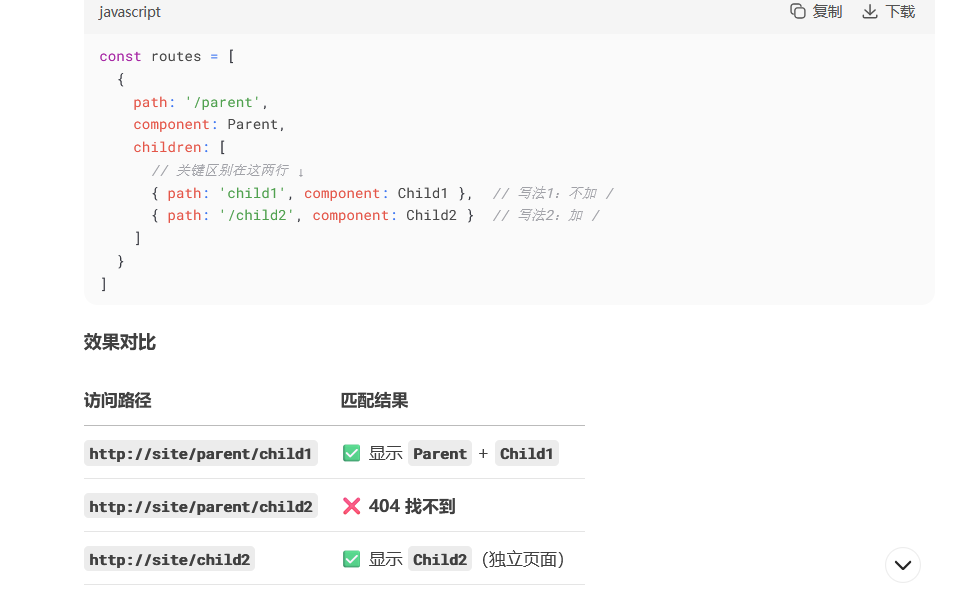 javascript 复制 下载
const routes = [
  {
    path: '/parent',
    component: Parent,
    children: [
      // 关键区别在这两行 ↓
      { path: 'child1', component: Child1 },  // 写法1：不加 /
      { path: '/child2', component: Child2 }  // 写法2：加 /
    ]
  }
]
效果对比
访问路径 匹配结果
http://site/parent/child1 ✅ 显示 Parent + Child1
http://site/parent/child2 ❌ 404 找不到
http://site/child2 ✅ 显示 Child2（独立页面）